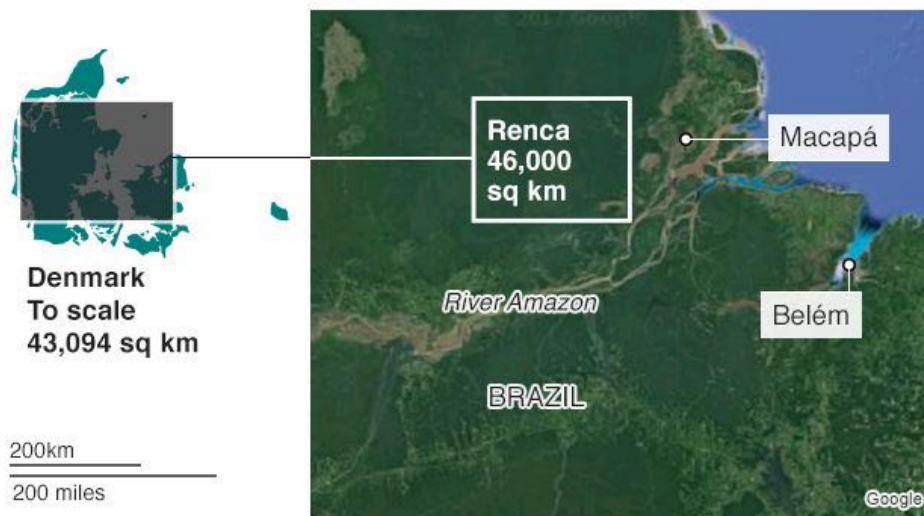 Renca
46,000
sq km
Macapá
Belém
River Amazon
BRAZIL
Denmark
To scale
43,094 sq km
200km
200 miles
Google